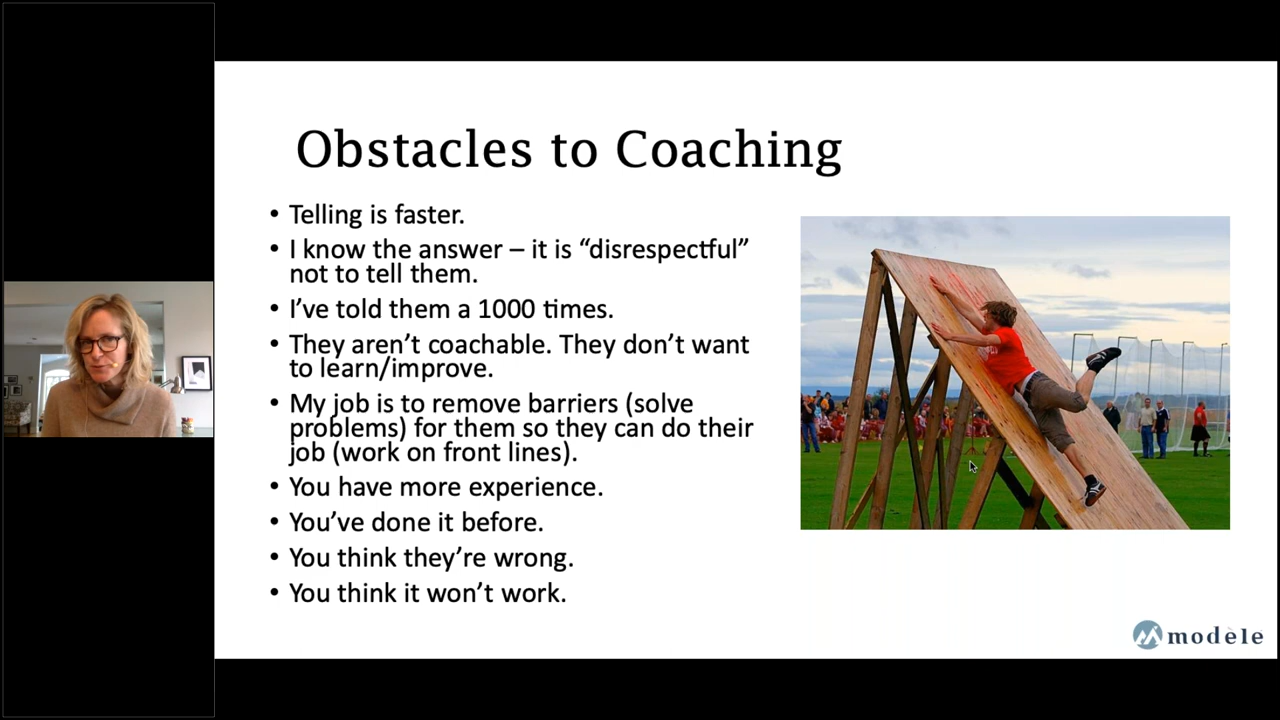 Obstacles to Coaching
• Telling is faster.
• I know the answer – it is “disrespectful”
not to tell them.
• I’ve told them a 1000 times.
• They aren’t coachable. They don’t want
to learn/improve.
• My job is to remove barriers (solve
problems) for them so they can do their
job (work on front lines).
• You have more experience.
• You’ve done it before.
• You think they’re wrong.
• You think it won’t work.
modèle